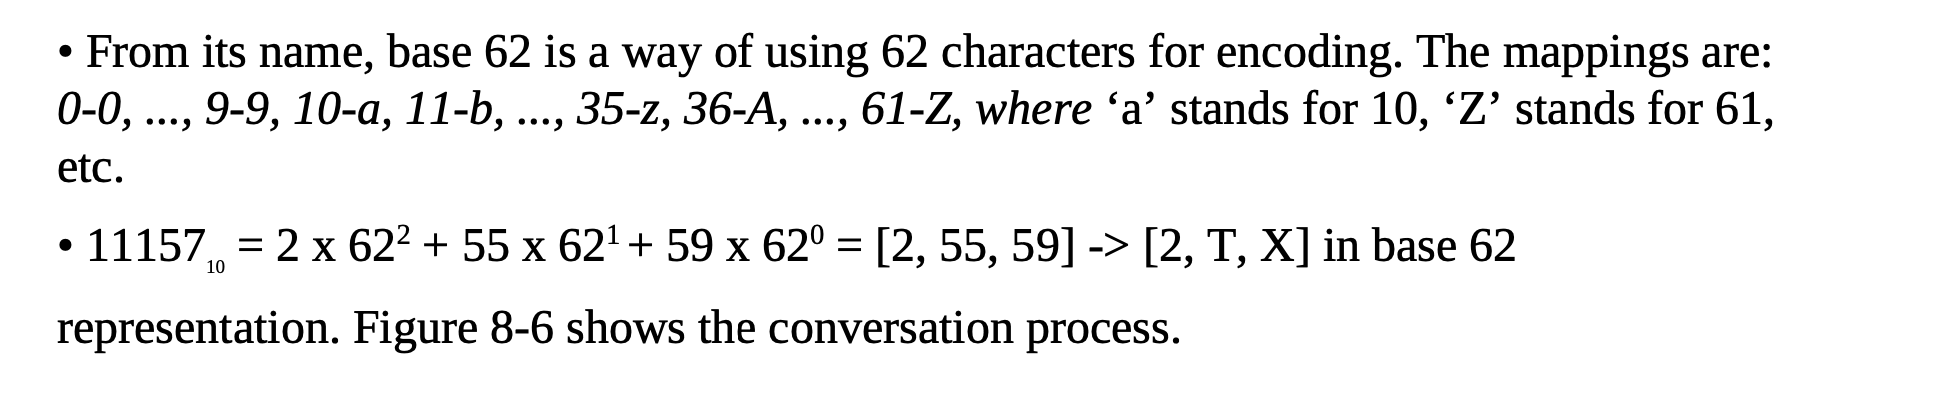 • From its name, base 62 is a way of using 62 characters for encoding. The mappings are:
0-0, ..., 9-9, 10-a, 11-b, ..., 35-z, 36-A, ..., 61-Z, where ‘a’ stands for 10, ‘Z’ stands for 61,
etc.
• 11157₁₀ = 2 x 62² + 55 x 62¹ + 59 x 62⁰ = [2, 55, 59] -> [2, T, X] in base 62
representation. Figure 8-6 shows the conversation process.